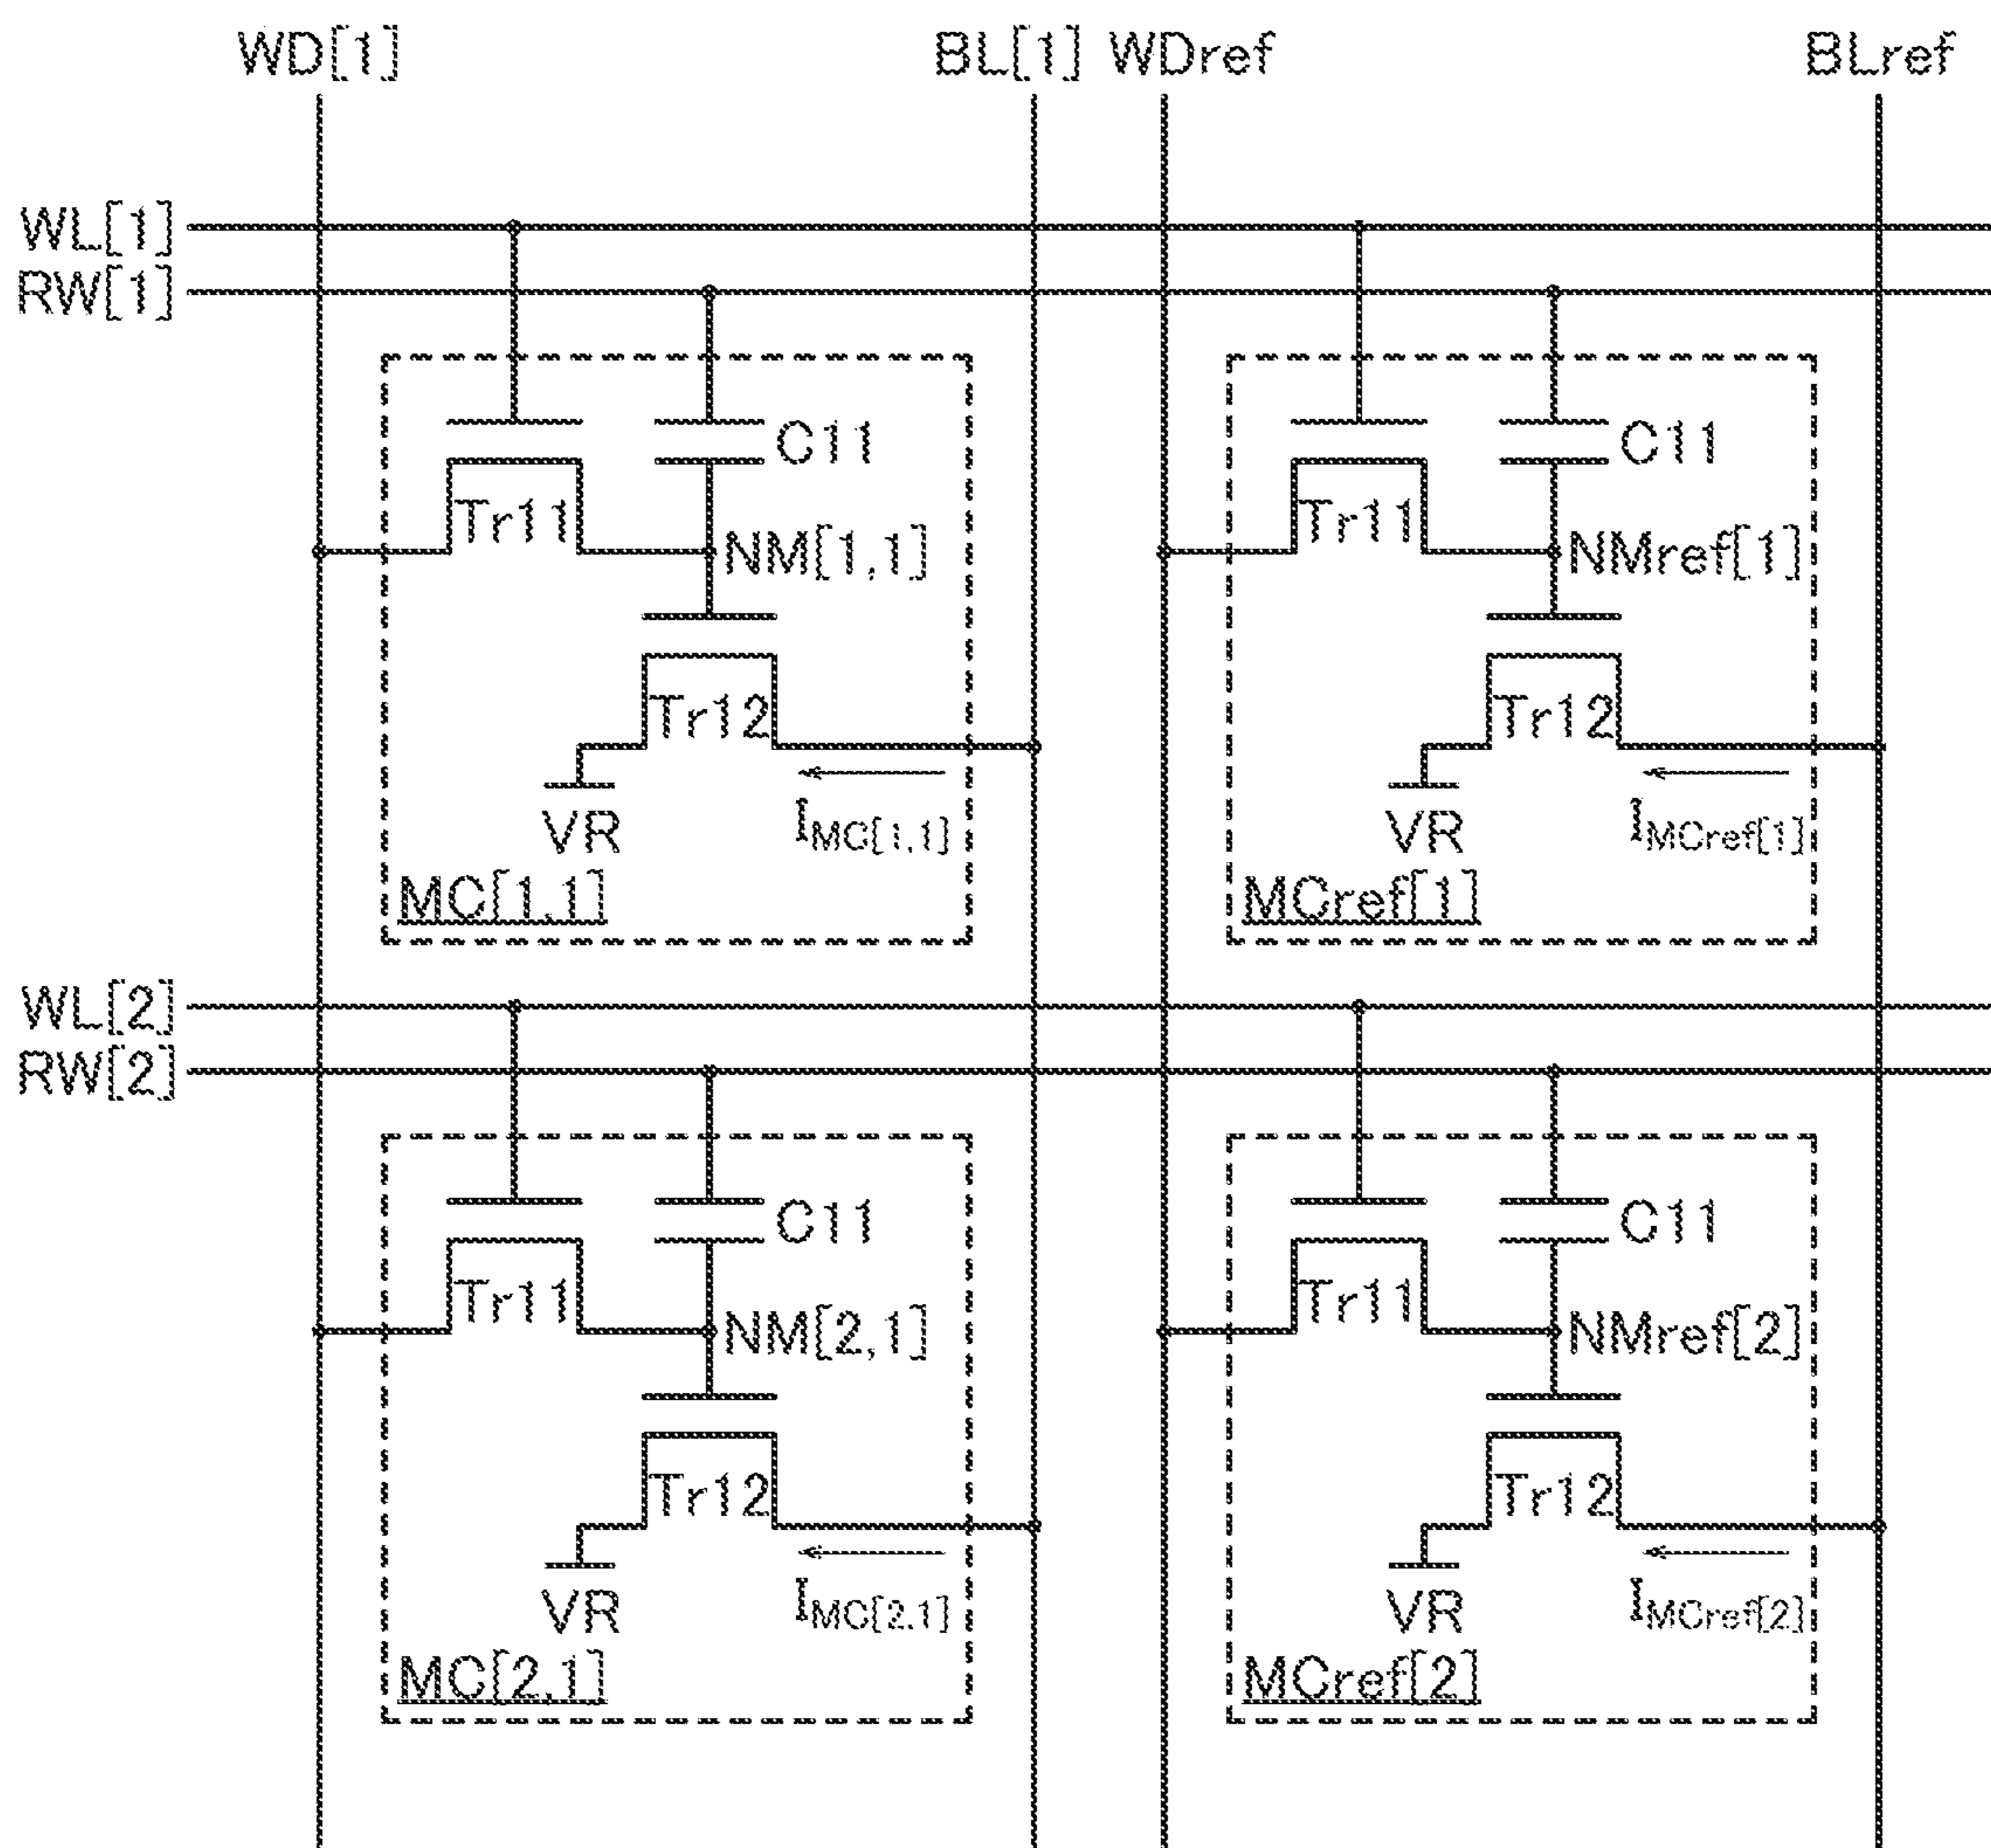 WD[1] BL[1] WDref BLref
WL[1]
RW[1]
C11 C11
Tr11 NM[1,1] Tr11 NMref[1]
Tr12 Tr12
VR IMC[1,1] VR IMCref[1]
MC[1,1] MCref[1]
WL[2]
RW[2]
C11 C11
Tr11 NM[2,1] Tr11 NMref[2]
Tr12 Tr12
VR IMC[2,1] VR IMCref[2]
MC[2,1] MCref[2]